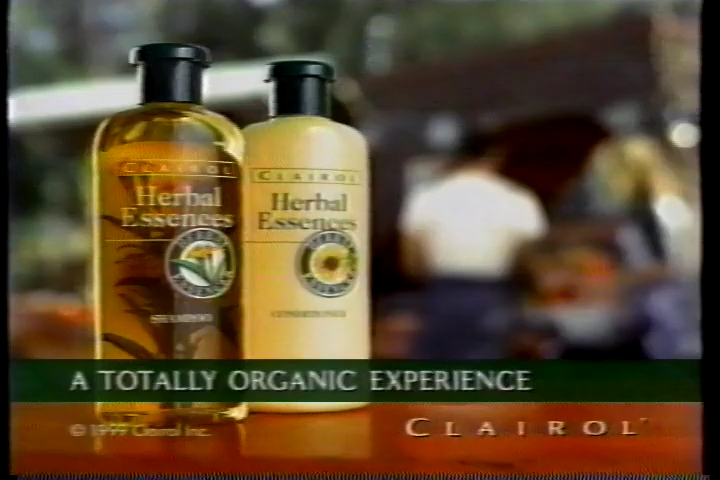 CLAIROL
Herbal
Essences
SHAMPOO
CLAIROL
Herbal
Essences
CONDITIONER
A TOTALLY ORGANIC EXPERIENCE
© 1999 Clairol Inc.
CLAIROL